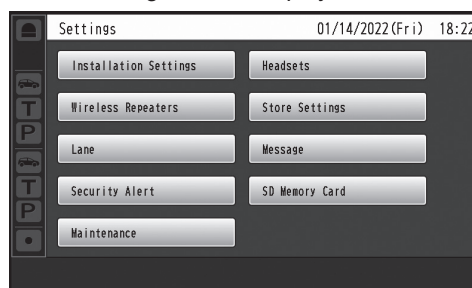 Settings 01/14/2022(Fri) 18:22
Installation Settings Headsets
Wireless Repeaters Store Settings
Lane Message
Security Alert SD Memory Card
Maintenance
T
P
T
P